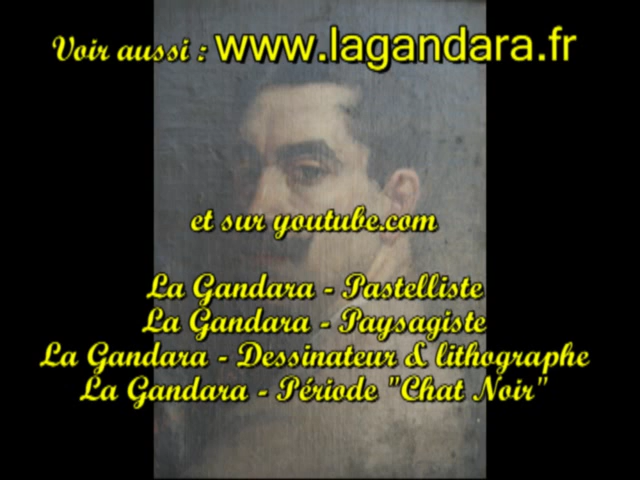 Voir aussi : www.lagandara.fr
et sur youtube.com
La Gandara - Pastelliste
La Gandara - Paysagiste
La Gandara - Dessinateur & lithographe
La Gandara - Période "Chat Noir"